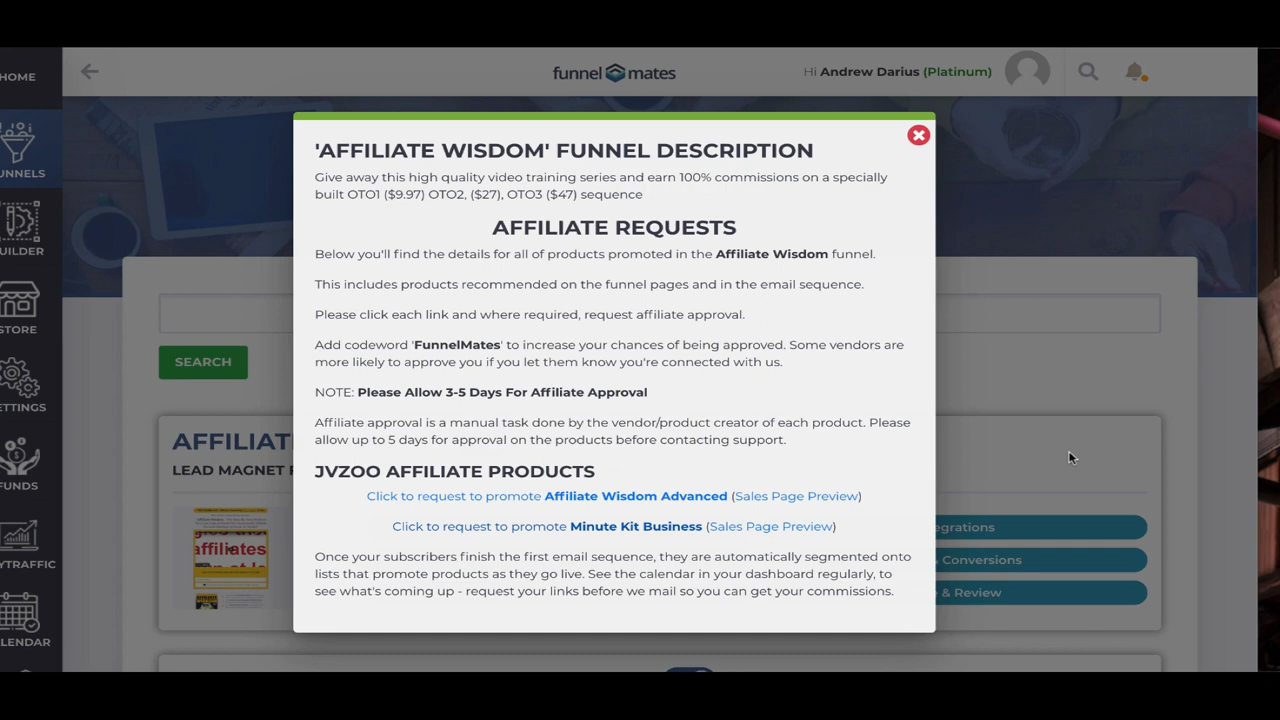 HOME
funnel mates
Hi Andrew Darius (Platinum)
'AFFILIATE WISDOM' FUNNEL DESCRIPTION
Give away this high quality video training series and earn 100% commissions on a specially
built OTO1 ($9.97) OTO2, ($27), OTO3 ($47) sequence
UNNELS
AFFILIATE REQUESTS
UILDER
Below you'll find the details for all of products promoted in the Affiliate Wisdom funnel.
This includes products recommended on the funnel pages and in the email sequence.
Please click each link and where required, request affiliate approval.
STORE
Add codeword 'FunnelMates' to increase your chances of being approved. Some vendors are
more likely to approve you if you let them know you're connected with us.
SEARCH
NOTE: Please Allow 3-5 Days For Affiliate Approval
ETTINGS
Affiliate approval is a manual task done by the vendor/product creator of each product. Please
allow up to 5 days for approval on the products before contacting support.
AFFILIAT
LEAD MAGNET F
JVZOO AFFILIATE PRODUCTS
FUNDS
Click to request to promote Affiliate Wisdom Advanced (Sales Page Preview)
Click to request to promote Minute Kit Business (Sales Page Preview)
egrations
affiliates
Once your subscribers finish the first email sequence, they are automatically segmented onto
lists that promote products as they go live. See the calendar in your dashboard regularly, to
see what's coming up - request your links before we mail so you can get your commissions.
& Conversions
YTRAFFIC
& Review
LENDAR